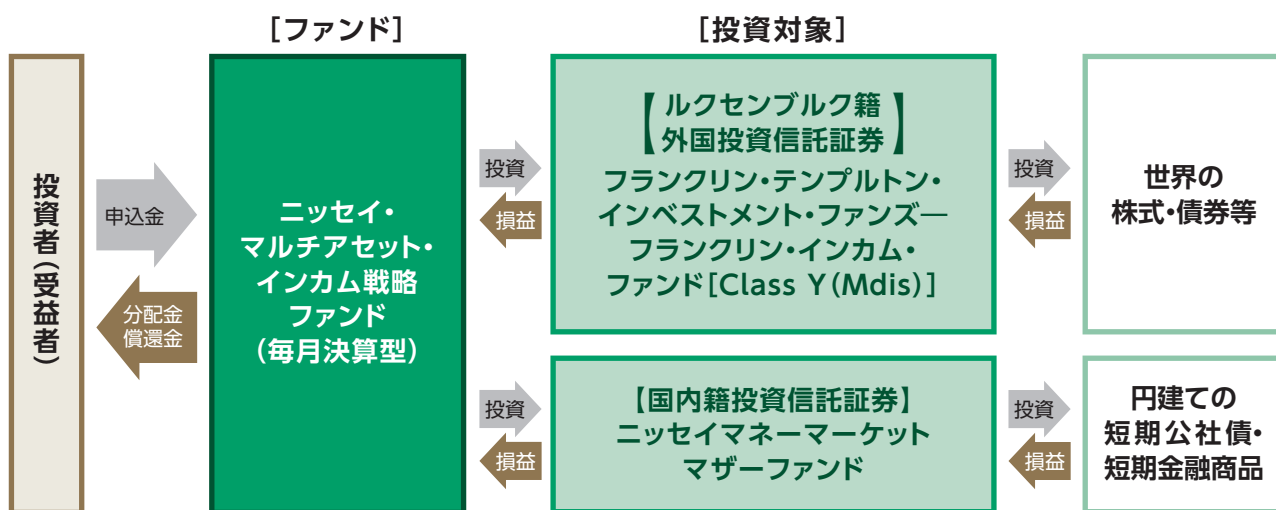 ［ファンド］
［投資対象］
投資者（受益者）
申込金
分配金
償還金
ニッセイ・
マルチアセット・
インカム戦略
ファンド
（毎月決算型）
投資
損益
【ルクセンブルク籍
外国投資信託証券】
フランクリン・テンプルトン・
インベストメント・ファンズ―
フランクリン・インカム・
ファンド［Class Y（Mdis）］
投資
損益
世界の
株式・債券等
投資
損益
【国内籍投資信託証券】
ニッセイマネーマーケット
マザーファンド
投資
損益
円建ての
短期公社債・
短期金融商品